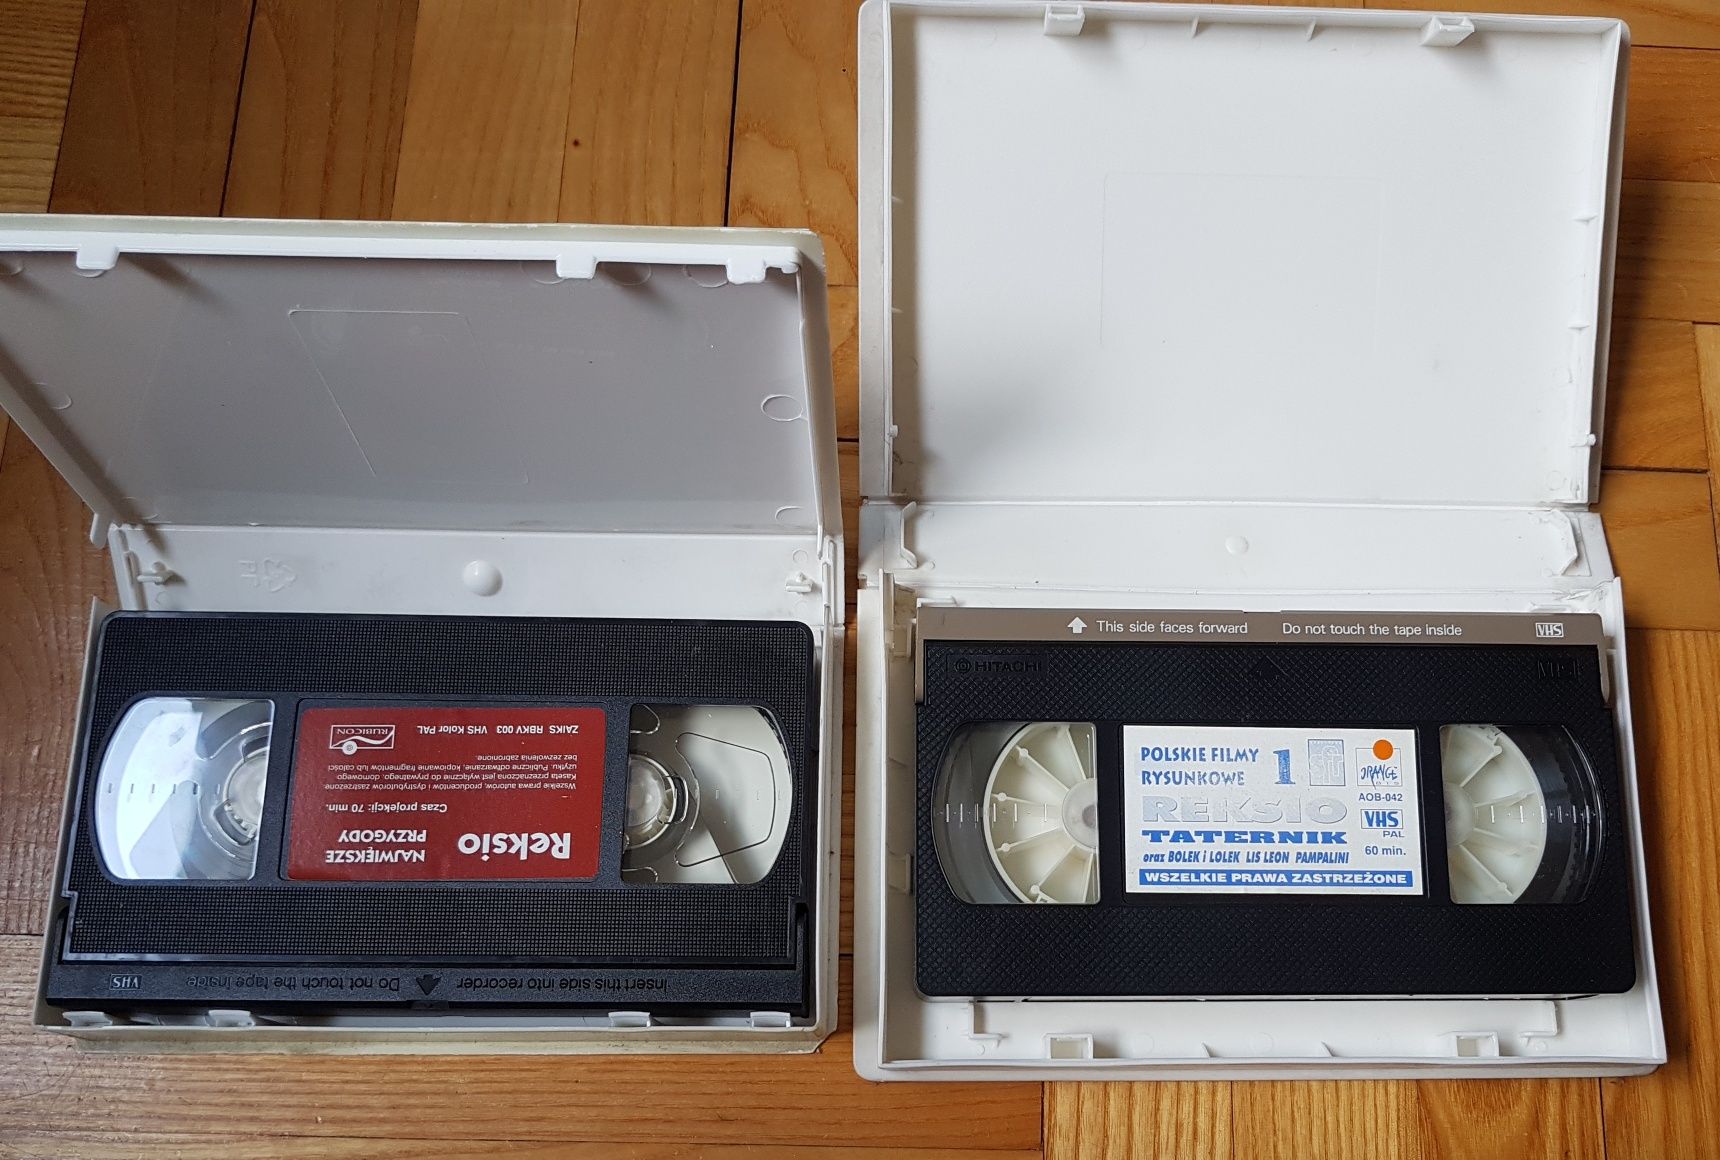 Reksio
NAJWIĘKSZE
PRZYGODY
Czas projekcji: 70 min.
Wszelkie prawa autorów, producentów i dystrybutorów zastrzeżone
Kaseta przeznaczona jest wyłącznie do prywatnego, domowego
użytku. Publiczne odtwarzanie, kopiowanie fragmentów lub całości
bez zezwolenia zabronione.
ZAIKS RBKV 003 VHS Kolor PAL
RUBICON
Insert this side into recorder
Do not touch the tape inside
VHS
This side faces forward
Do not touch the tape inside
VHS
HITACHI
POLSKIE FILMY
RYSUNKOWE
1
ORANGE
AOB-042
REKSIO
VHS
PAL
TATERNIK
60 min.
oraz BOLEK i LOLEK LIS LEON PAMPALINI
WSZELKIE PRAWA ZASTRZEŻONE